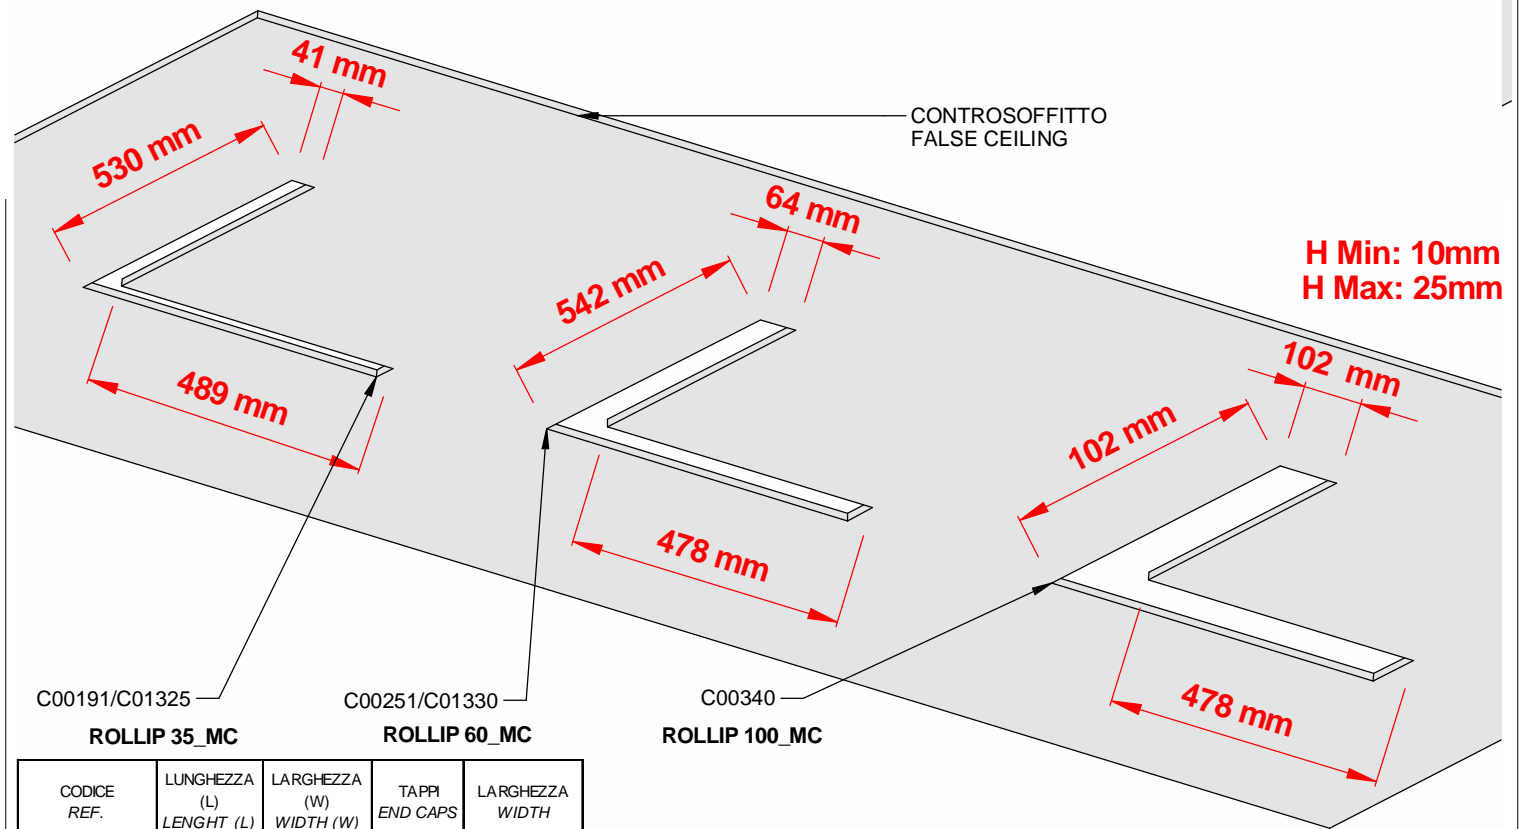 41 mm
530 mm
CONTROSOFFITTO
FALSE CEILING
64 mm
H Min: 10mm
H Max: 25mm
542 mm
102 mm
102 mm
489 mm
478 mm
478 mm
C00191/C01325
ROLLIP 35_MC
C00251/C01330
ROLLIP 60_MC
C00340
ROLLIP 100_MC
CODICE
REF.
LUNGHEZZA
(L)
LENGHT (L)
LARGHEZZA
(W)
WIDTH (W)
TAPPI
END CAPS
LARGHEZZA
WIDTH